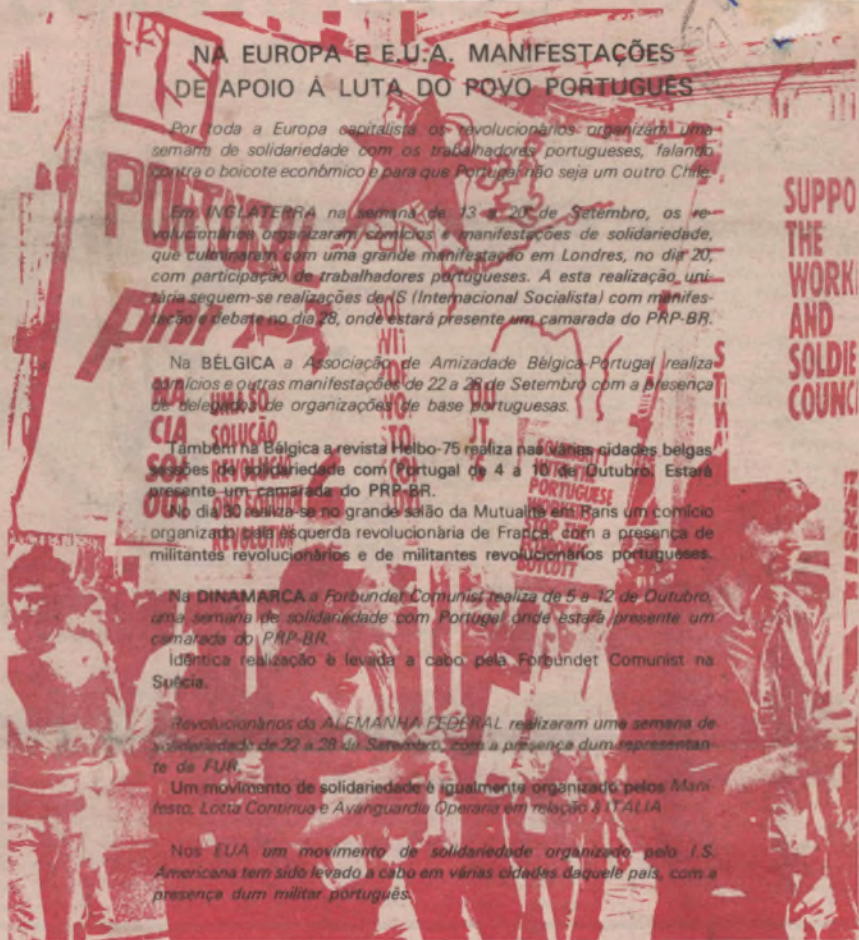 NA EUROPA E E.U.A. MANIFESTAÇÕES
DE APOIO À LUTA DO POVO PORTUGUÊS
Por toda a Europa capitalista os revolucionários organizam uma
semana de solidariedade com os trabalhadores portugueses, falando
contra o boicote econômico e para que Portugal não seja um outro Chile.
Em INGLATERRA na semana de 13 a 20 de Setembro, os re-
volucionários organizaram comícios e manifestações de solidariedade,
que culminaram com uma grande manifestação em Londres, no dia 20,
com participação de trabalhadores portugueses. A esta realização uni-
tária seguem-se realizações de IS (Internacional Socialista) com manifes-
tação e debate no dia 28, onde estará presente um camarada do PRP-BR.
Na BÉLGICA a Associação de Amizadade Bélgica-Portugal realiza
comícios e outras manifestações de 22 a 28 de Setembro com a presença
de delegados de organizações de base portuguesas.
Também na Bélgica a revista Helbo-75 realiza nas várias cidades belgas
sessões de solidariedade com Portugal de 4 a 10 de Outubro. Estará
presente um camarada do PRP-BR.
No dia 30 realiza-se no grande salão da Mutualité em Paris um comício
organizado pela esquerda revolucionária de França, com a presença de
militantes revolucionários e de militantes revolucionários portugueses.
Na DINAMARCA a Forbundet Comunist realiza de 5 a 12 de Outubro,
uma semana de solidariedade com Portugal onde estará presente um
camarada do PRP-BR.
Idêntica realização è levada a cabo pela Forbundet Comunist na
Suécia.
Revolucionários da ALEMANHA FEDERAL realizaram uma semana de
solidariedade de 22 a 28 de Setembro, com a presença dum representan-
te da FUR.
Um movimento de solidariedade è igualmente organizado pelos Mani-
festo, Lotta Continua e Avanguardia Operaria em relação à ITALIA
Nos EUA um movimento de solidariedade organizado pelo I.S.
Americana tem sido levado a cabo em várias cidades daquele país, com a
presença dum militar português.
PORTUGAL
UMA SO
SOLUÇÃO
PORTUGUESE
STOP THE
BOYCOTT
SUPPO
THE
WORK
AND
SOLDIE
COUNCI